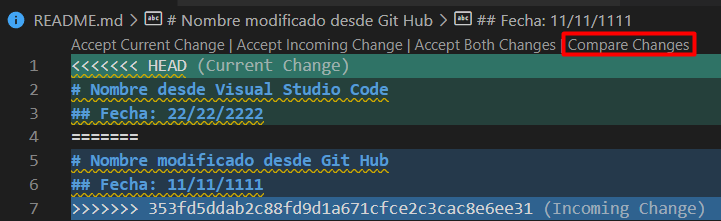 README.md > # Nombre modificado desde Git Hub > ## Fecha: 11/11/1111
Accept Current Change | Accept Incoming Change | Accept Both Changes | Compare Changes
1 <<<<<<< HEAD (Current Change)
2 # Nombre desde Visual Studio Code
3 ## Fecha: 22/22/2222
4 =======
5 # Nombre modificado desde Git Hub
6 ## Fecha: 11/11/1111
7 >>>>>>> 353fd5ddab2c88fd9d1a671cfce2c3cac8e6ee31 (Incoming Change)